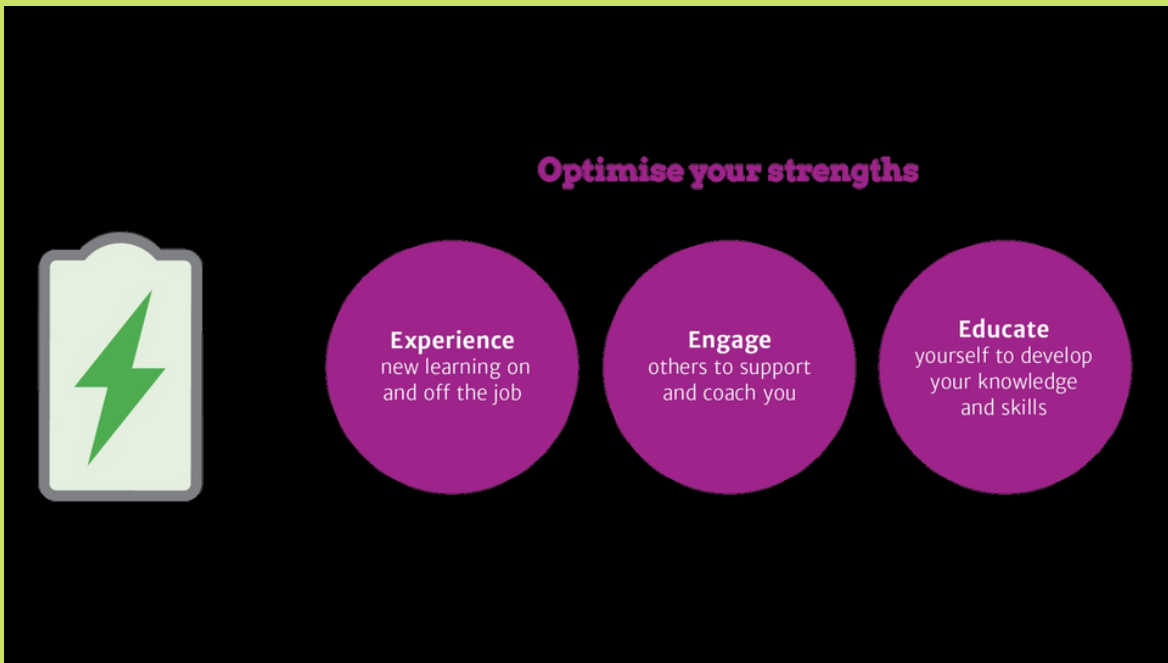 Optimise your strengths
Experience
new learning on
and off the job
Engage
others to support
and coach you
Educate
yourself to develop
your knowledge
and skills